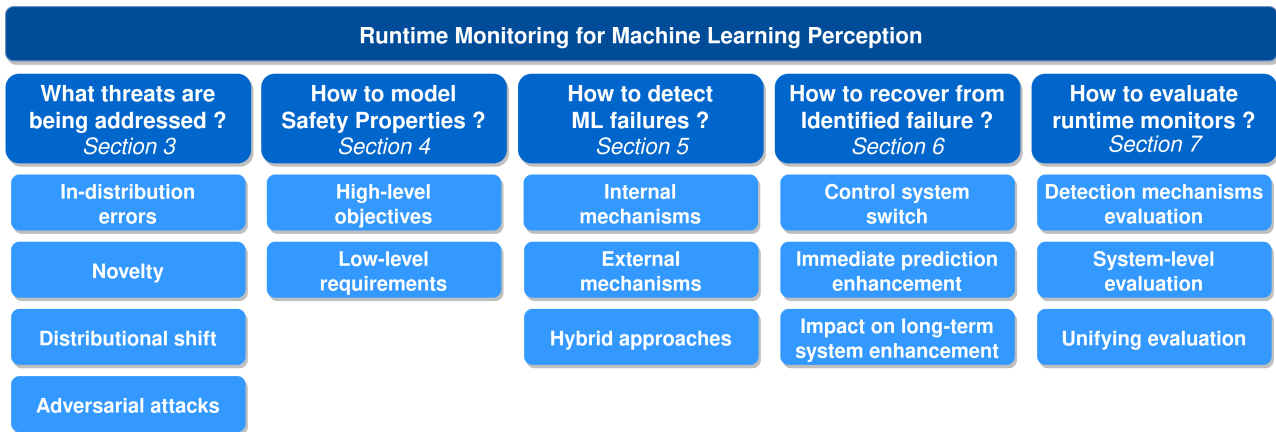 Runtime Monitoring for Machine Learning Perception
What threats are
being addressed ?
Section 3
In-distribution
errors
Novelty
Distributional shift
Adversarial attacks
How to model
Safety Properties ?
Section 4
High-level
objectives
Low-level
requirements
How to detect
ML failures ?
Section 5
Internal
mechanisms
External
mechanisms
Hybrid approaches
How to recover from
Identified failure ?
Section 6
Control system
switch
Immediate prediction
enhancement
Impact on long-term
system enhancement
How to evaluate
runtime monitors ?
Section 7
Detection mechanisms
evaluation
System-level
evaluation
Unifying evaluation